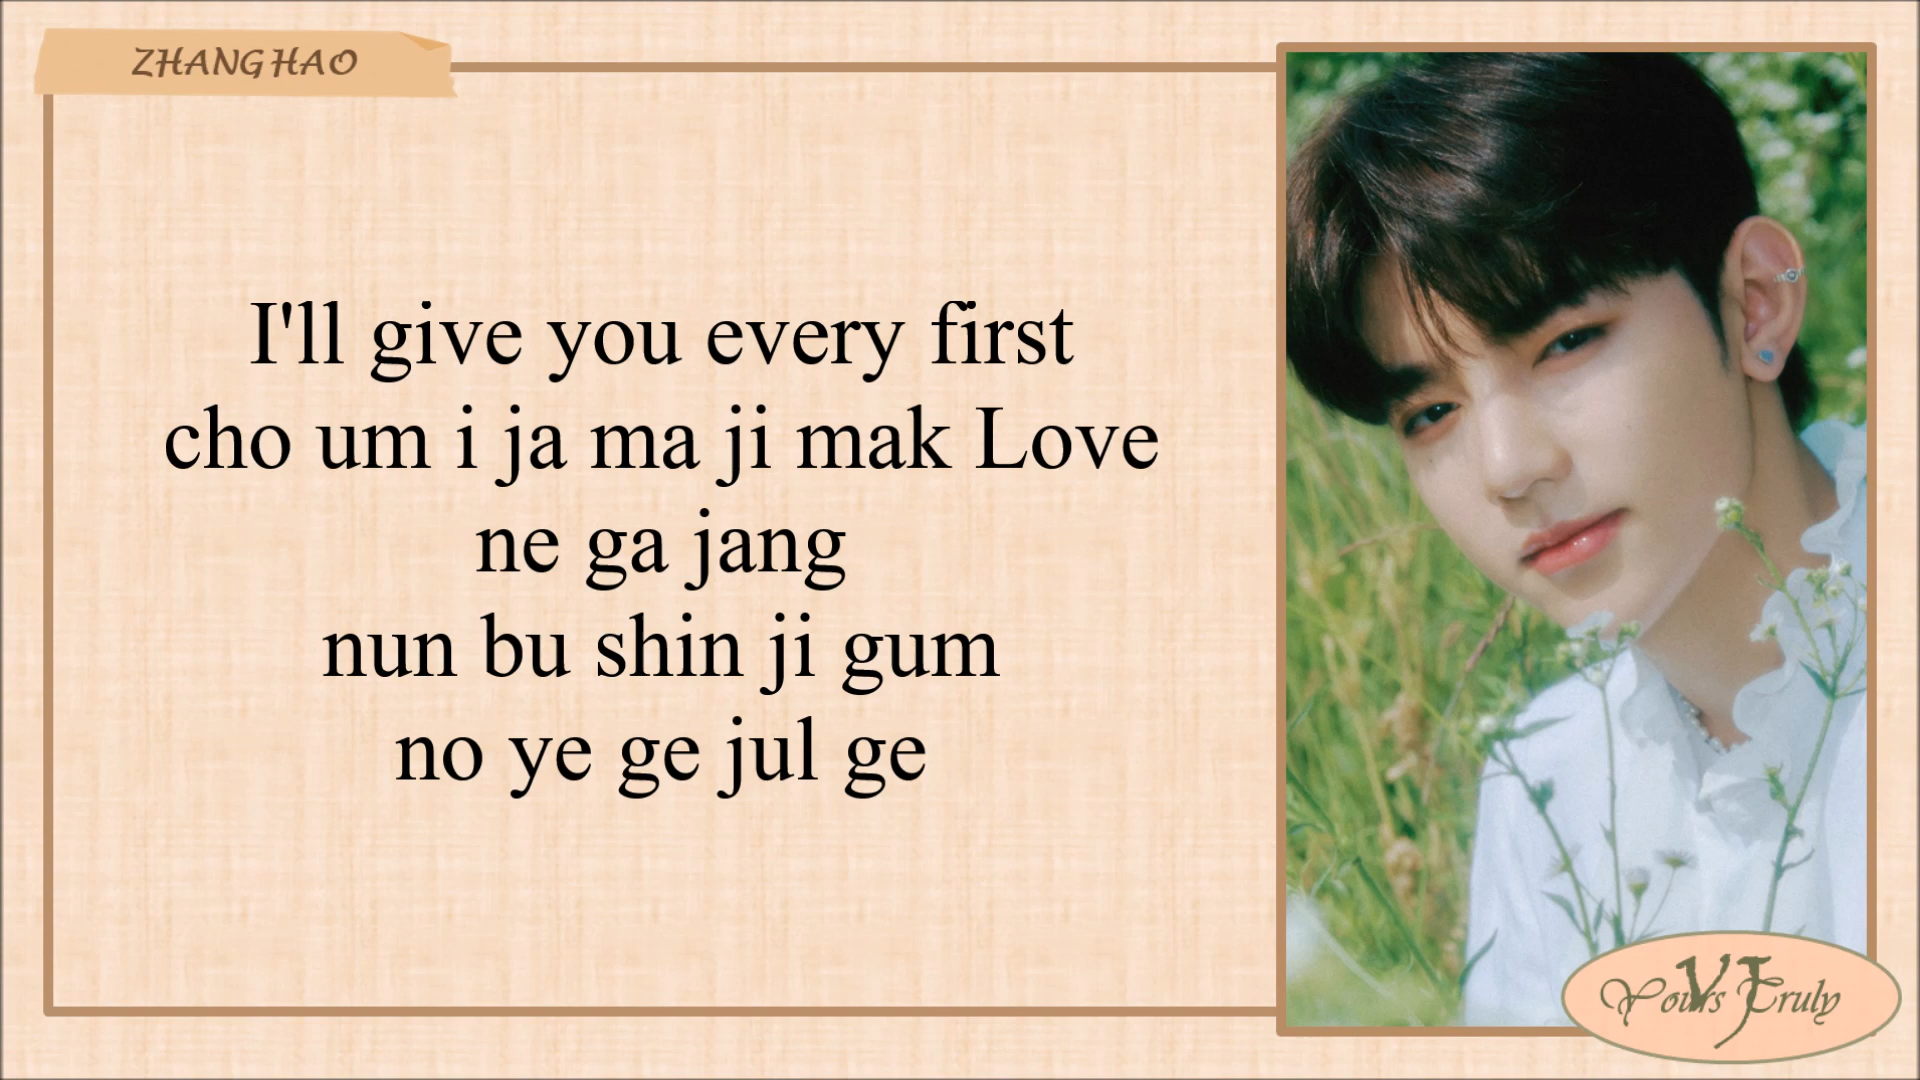 ZHANG HAO
I'll give you every first
cho um i ja ma ji mak Love
ne ga jang
nun bu shin ji gum
no ye ge jul ge
Yours Truly
VJ